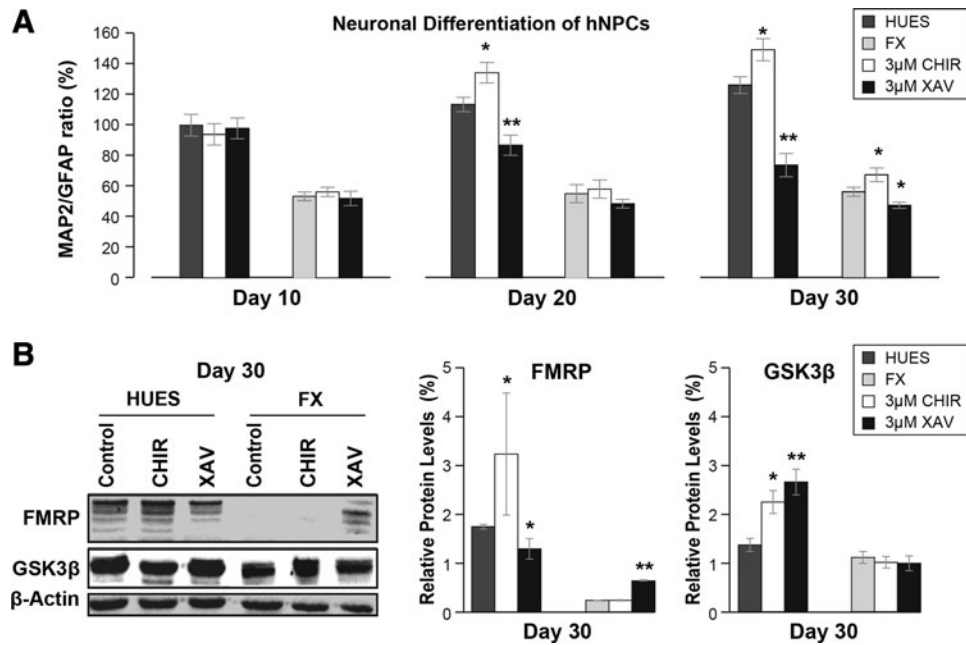 A
Neuronal Differentiation of hNPCs
MAP2/GFAP ratio (%)
160
140
120
100
80
60
40
20
0
* ** * ** * *
Day 10 Day 20 Day 30
HUES
FX
3µM CHIR
3µM XAV
B
Day 30
HUES FX
Control CHIR XAV Control CHIR XAV
FMRP
GSK3β
β-Actin
FMRP
Relative Protein Levels (%)
5
4
3
2
1
0
* * **
Day 30
GSK3β
Relative Protein Levels (%)
5
4
3
2
1
0
* **
Day 30
HUES
FX
3µM CHIR
3µM XAV